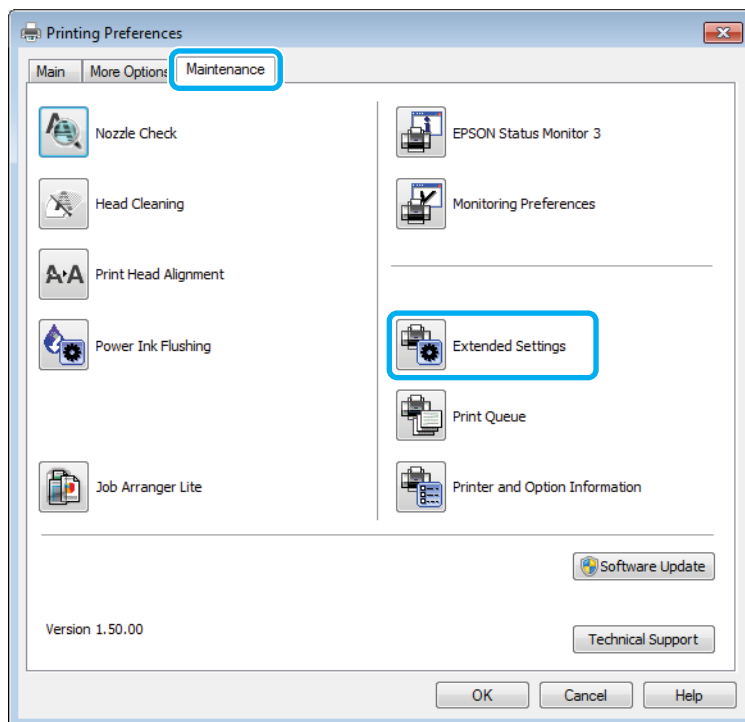 Printing Preferences
Main
More Options
Maintenance
Nozzle Check
Head Cleaning
A
A
Print Head Alignment
Power Ink Flushing
Job Arranger Lite
EPSON Status Monitor 3
Monitoring Preferences
Extended Settings
Print Queue
Printer and Option Information
Software Update
Version 1.50.00
Technical Support
OK
Cancel
Help